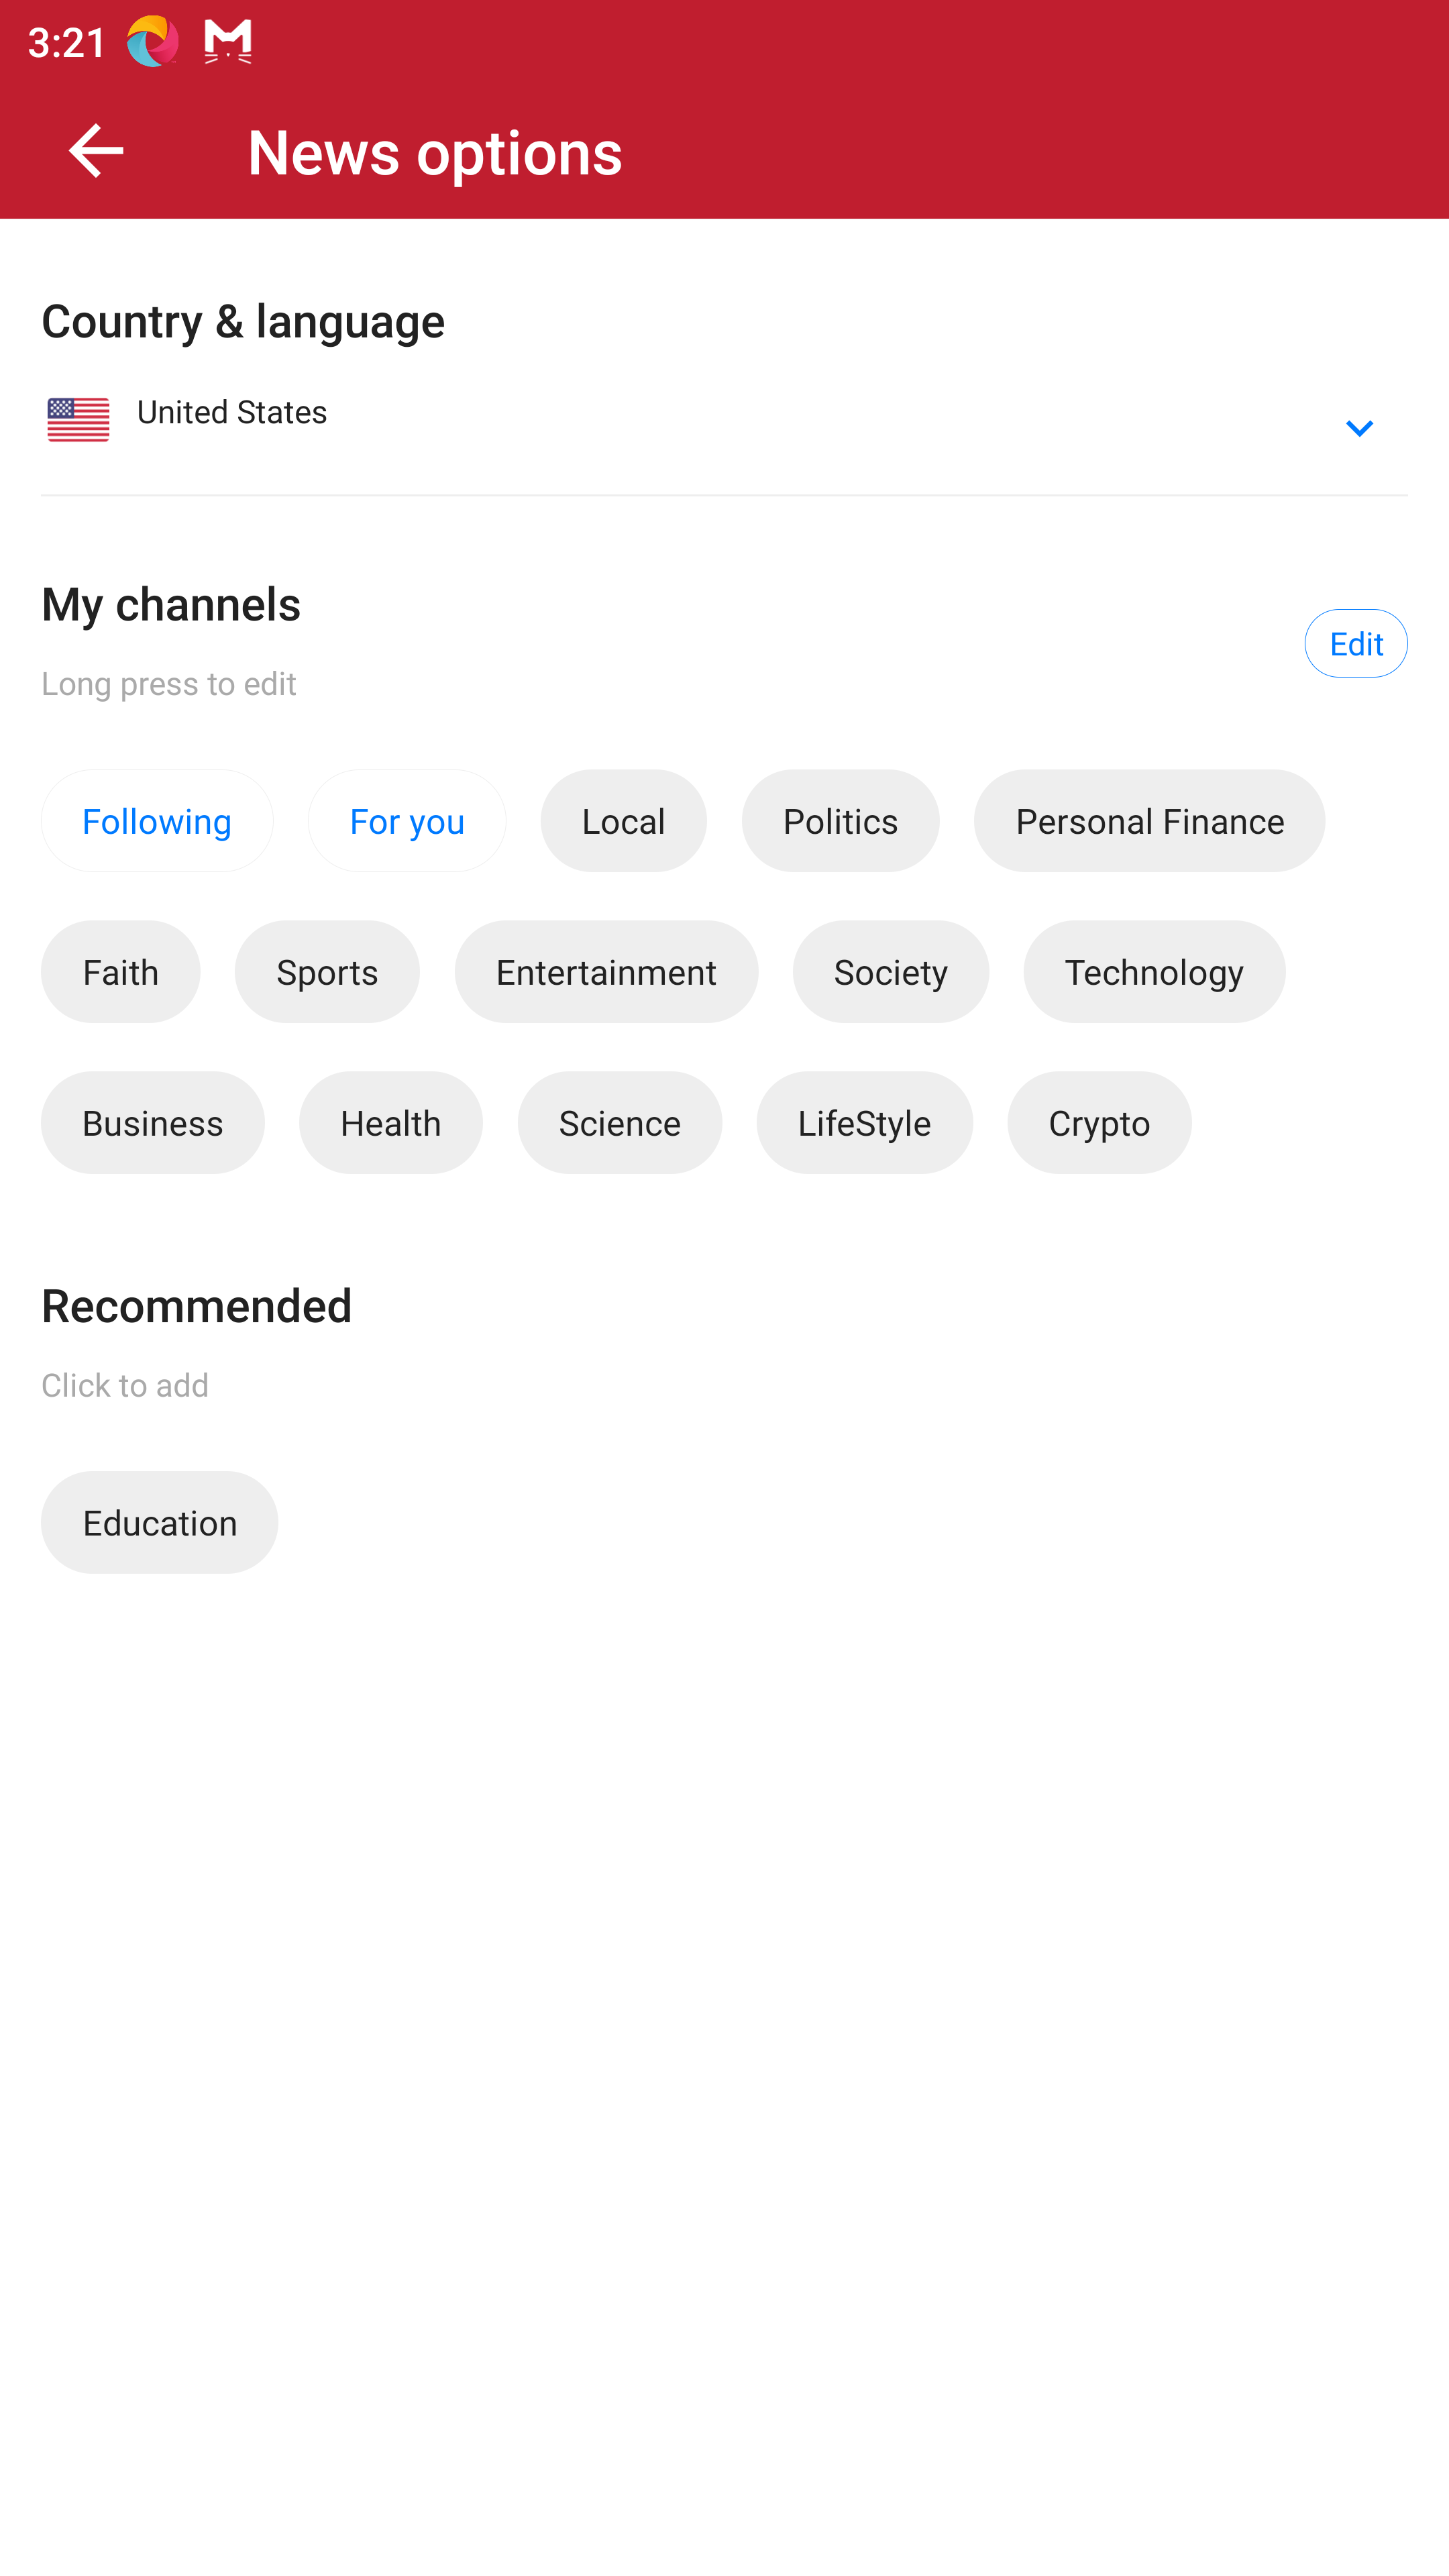 3:21
News options
Country & language
United States
My channels
Edit
Long press to edit
Following For you Local Politics Personal Finance
Faith Sports Entertainment Society Technology
Business Health Science LifeStyle Crypto
Recommended
Click to add
Education